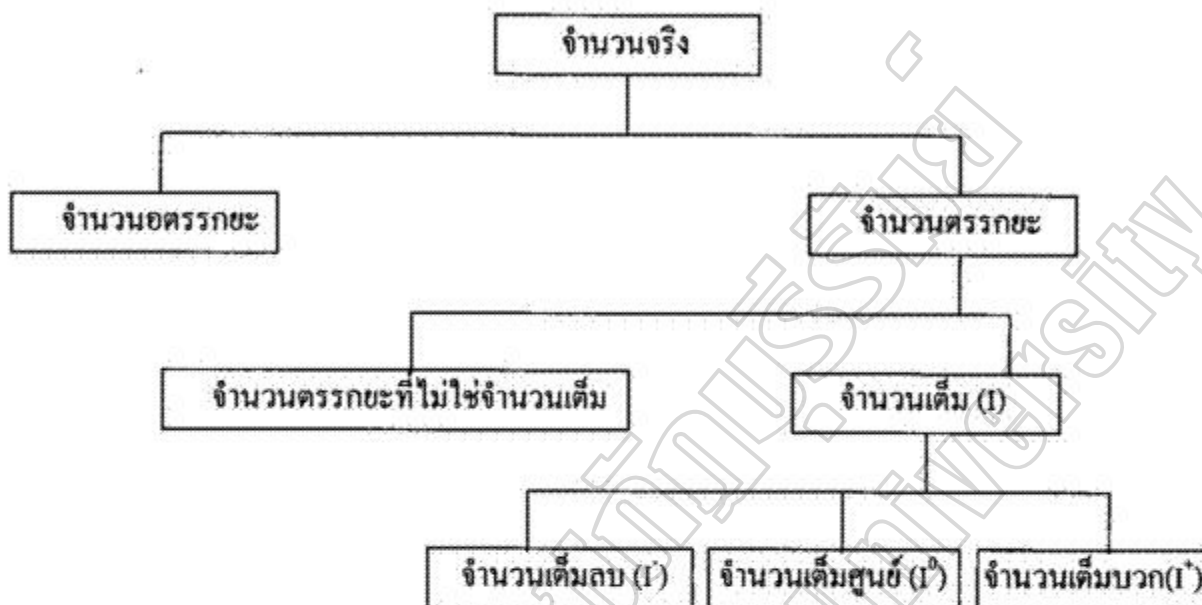 จำนวนจริง
จำนวนอตรรกยะ
จำนวนตรรกยะ
จำนวนตรรกยะที่ไม่ใช่จำนวนเต็ม
จำนวนเต็ม (I)
จำนวนเต็มลบ (I⁻)
จำนวนเต็มศูนย์ (I⁰)
จำนวนเต็มบวก(I⁺)